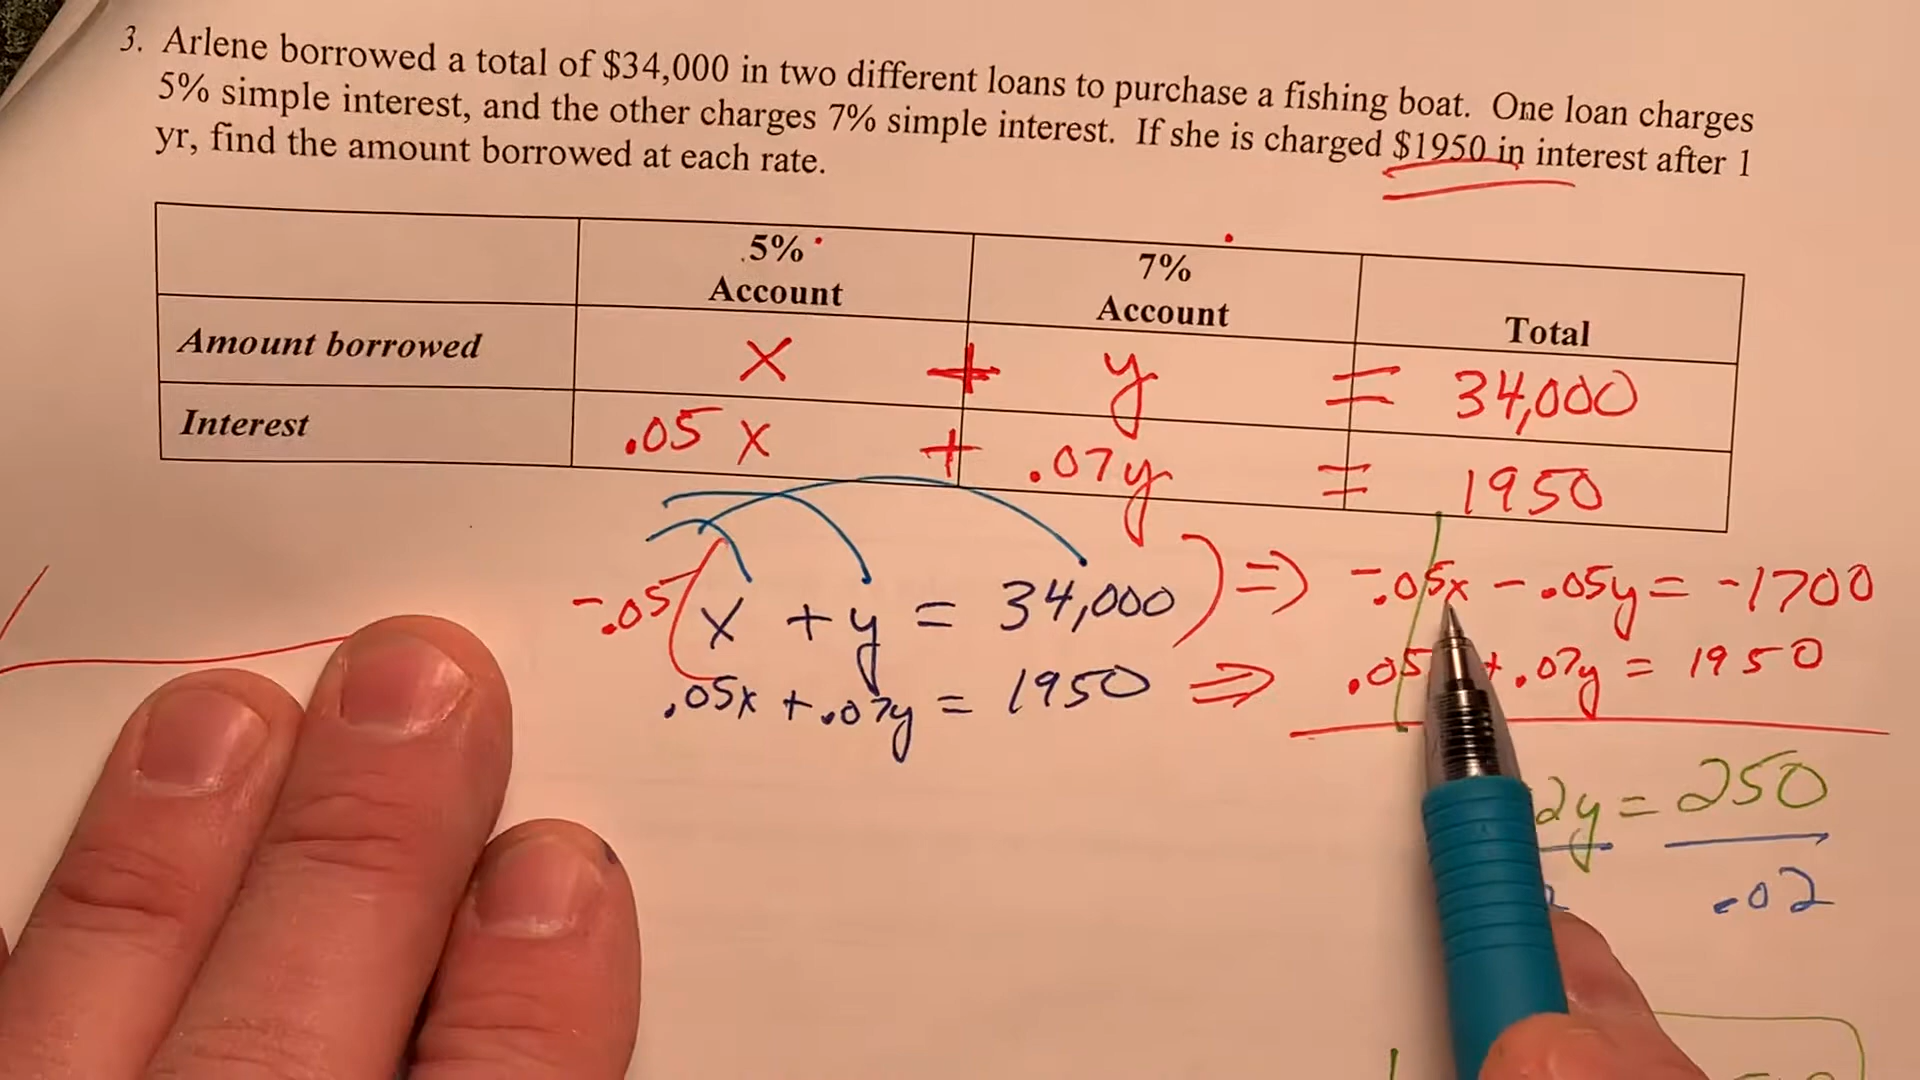 3. Arlene borrowed a total of $34,000 in two different loans to purchase a fishing boat. One loan charges
5% simple interest, and the other charges 7% simple interest. If she is charged $1950 in interest after 1
yr, find the amount borrowed at each rate.
5% Account
7% Account
Total
Amount borrowed x + y = 34,000
Interest .05x + .07y = 1950
-.05(x + y = 34,000) ⇒ -.05x - .05y = -1700
.05x + .07y = 1950 ⇒ .05 + .07y = 1950
2y = 250
.02